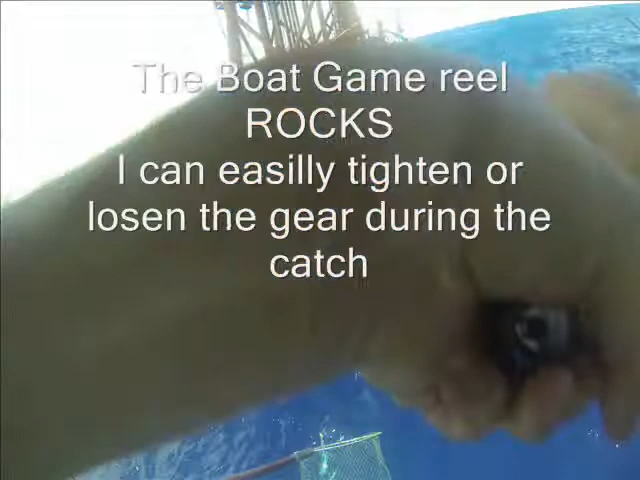 The Boat Game reel
ROCKS
I can easilly tighten or
losen the gear during the
catch